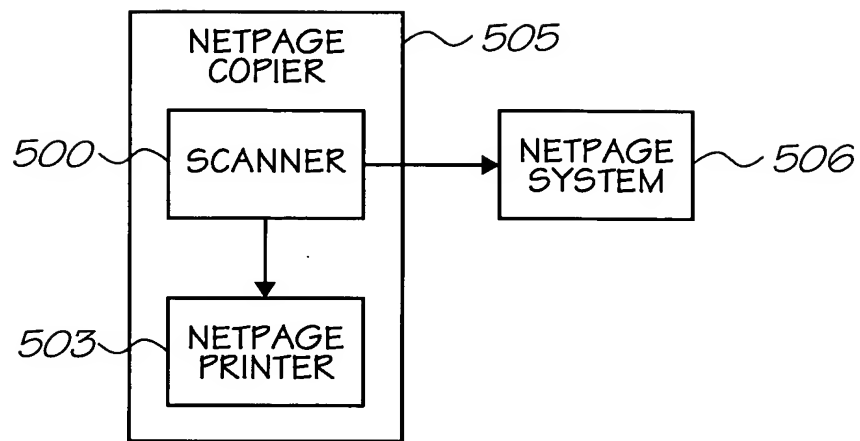 NETPAGE
COPIER
505
500
SCANNER
NETPAGE
SYSTEM
506
503
NETPAGE
PRINTER